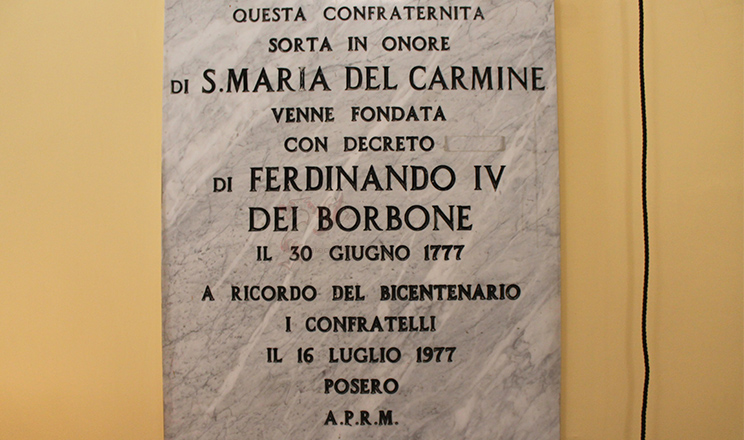 QUESTA CONFRATERNITA
SORTA IN ONORE
DI S.MARIA DEL CARMINE
VENNE FONDATA
CON DECRETO
DI FERDINANDO IV
DEI BORBONE
IL 30 GIUGNO 1777
A RICORDO DEL BICENTENARIO
I CONFRATELLI
IL 16 LUGLIO 1977
POSERO
A.P.R.M.